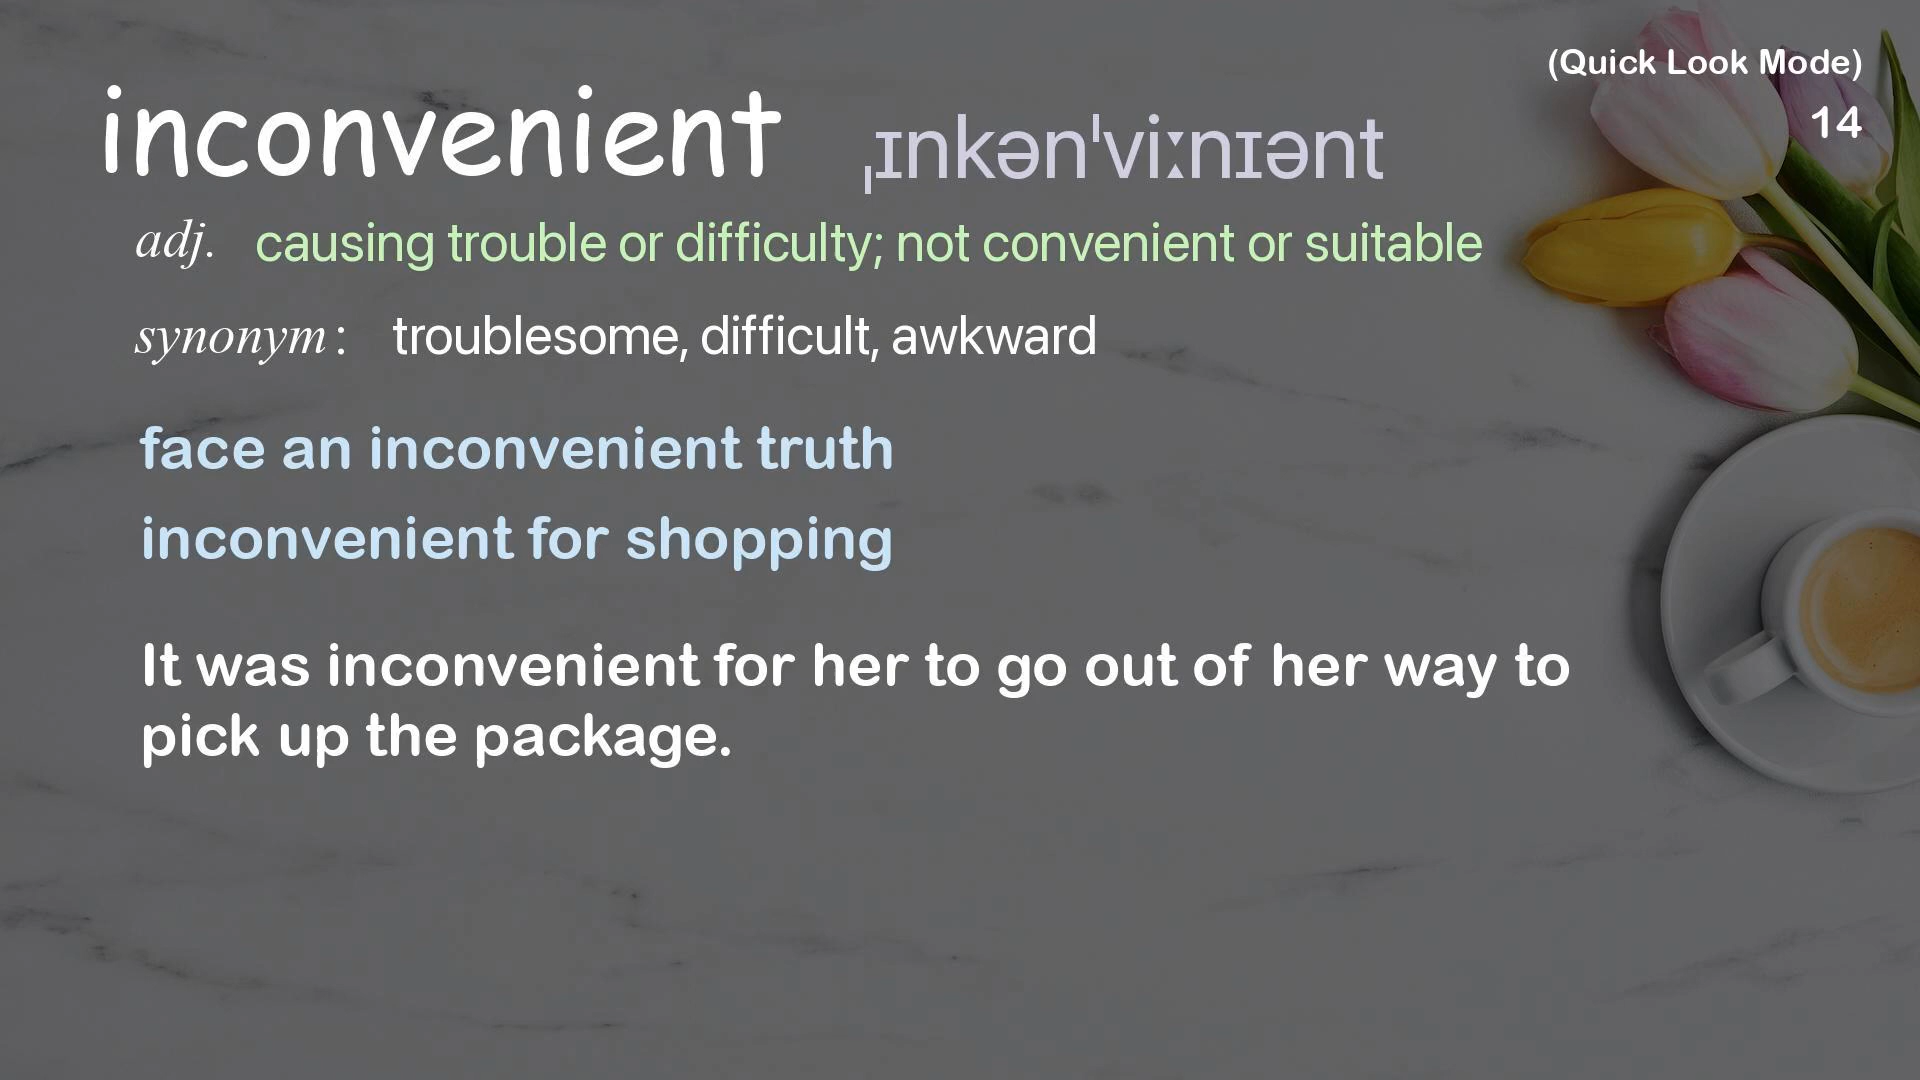 (Quick Look Mode)
14
inconvenient ˌɪnkənˈviːnɪənt
adj. causing trouble or difficulty; not convenient or suitable
synonym: troublesome, difficult, awkward
face an inconvenient truth
inconvenient for shopping
It was inconvenient for her to go out of her way to
pick up the package.